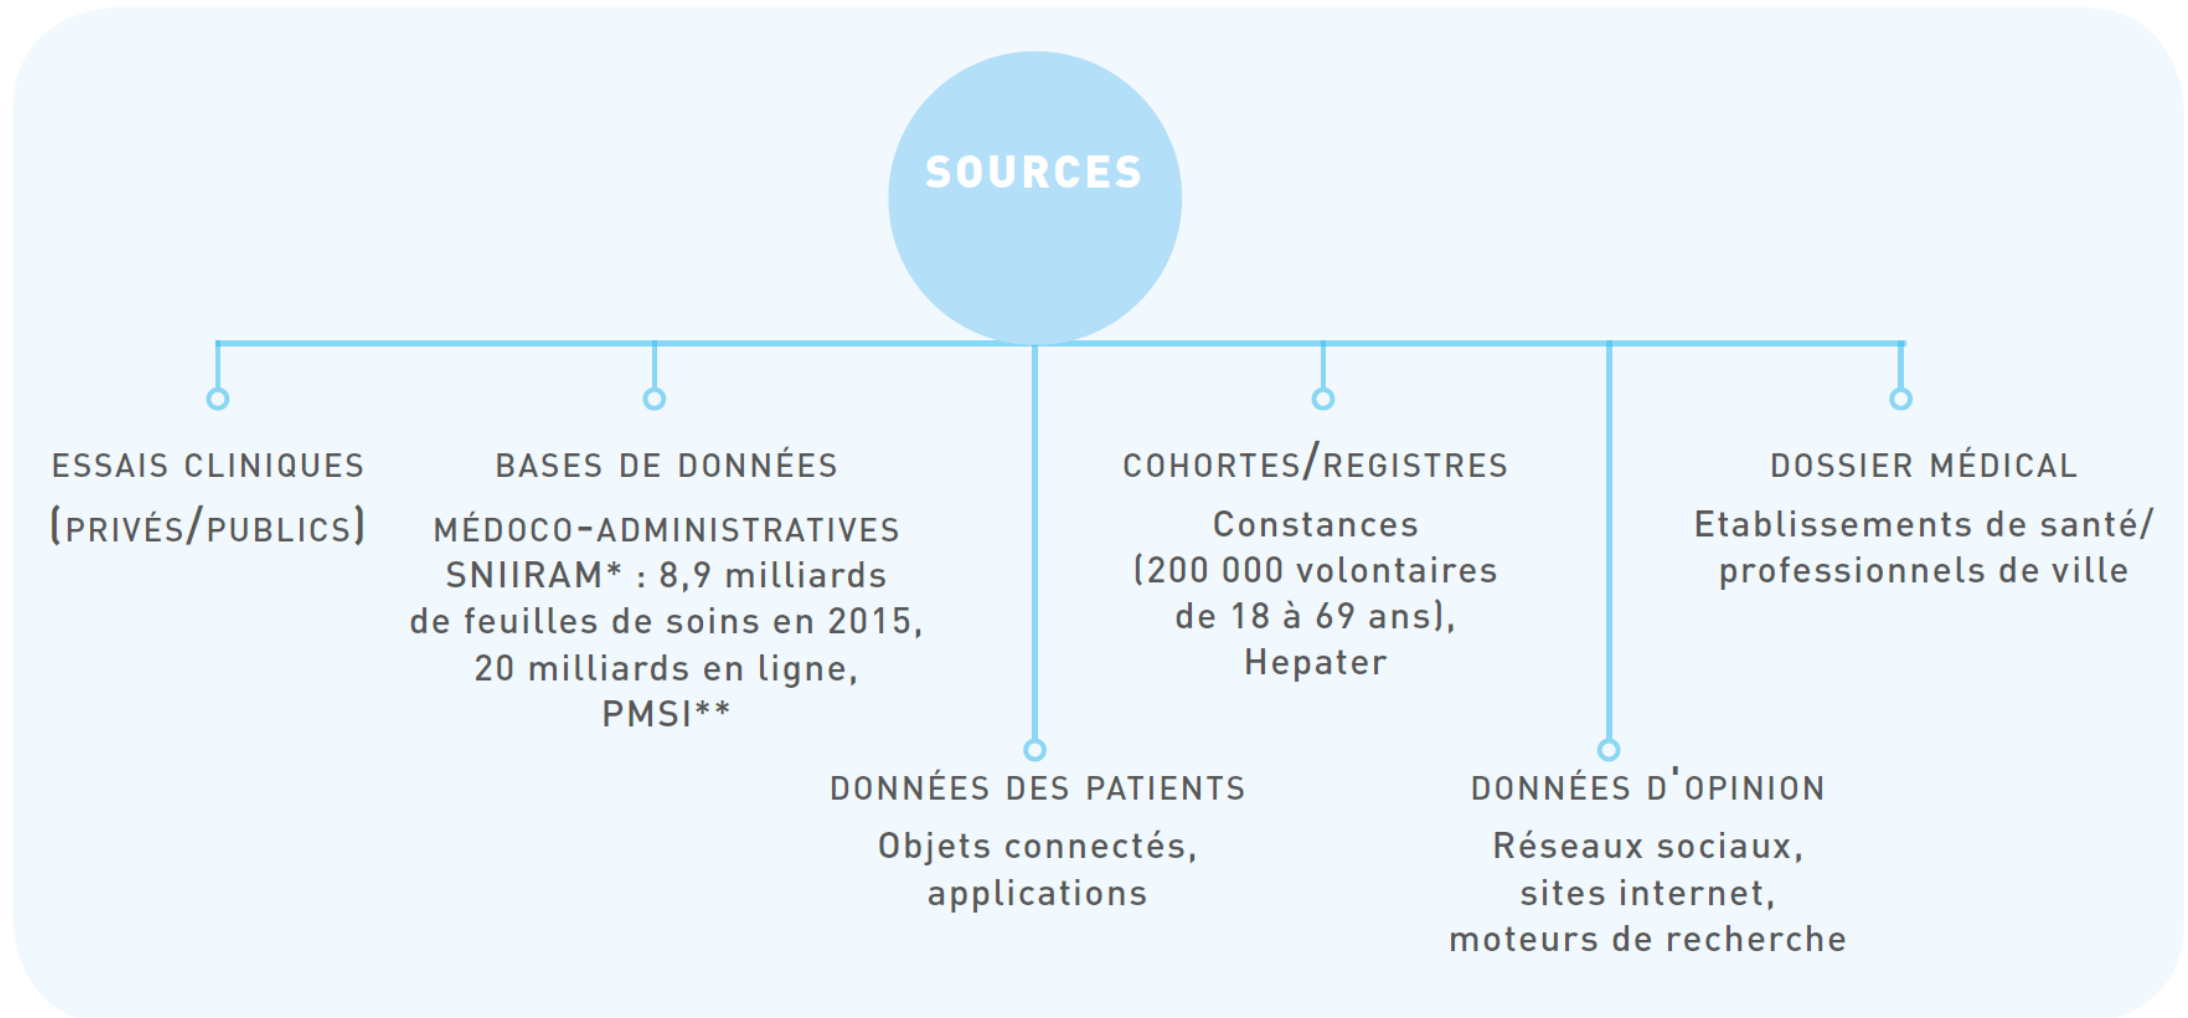 SOURCES
ESSAIS CLINIQUES
(PRIVÉS/PUBLICS)
BASES DE DONNÉES
MÉDOCO-ADMINISTRATIVES
SNIIRAM* : 8,9 milliards
de feuilles de soins en 2015,
20 milliards en ligne,
PMSI**
DONNÉES DES PATIENTS
Objets connectés,
applications
COHORTES/REGISTRES
Constances
(200 000 volontaires
de 18 à 69 ans),
Hepater
DONNÉES D'OPINION
Réseaux sociaux,
sites internet,
moteurs de recherche
DOSSIER MÉDICAL
Etablissements de santé/
professionnels de ville